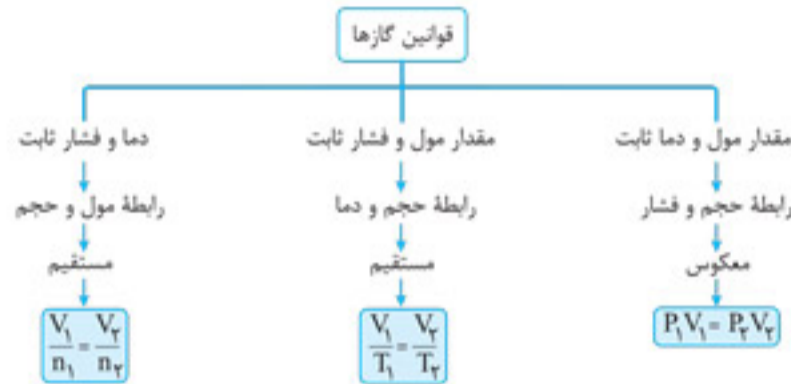 قوانین گازها
مقدار مول و دما ثابت
رابطهٔ حجم و فشار
معکوس
P₁V₁ = P₂V₂
مقدار مول و فشار ثابت
رابطهٔ حجم و دما
مستقیم
V₁/T₁ = V₂/T₂
دما و فشار ثابت
رابطهٔ مول و حجم
مستقیم
V₁/n₁ = V₂/n₂